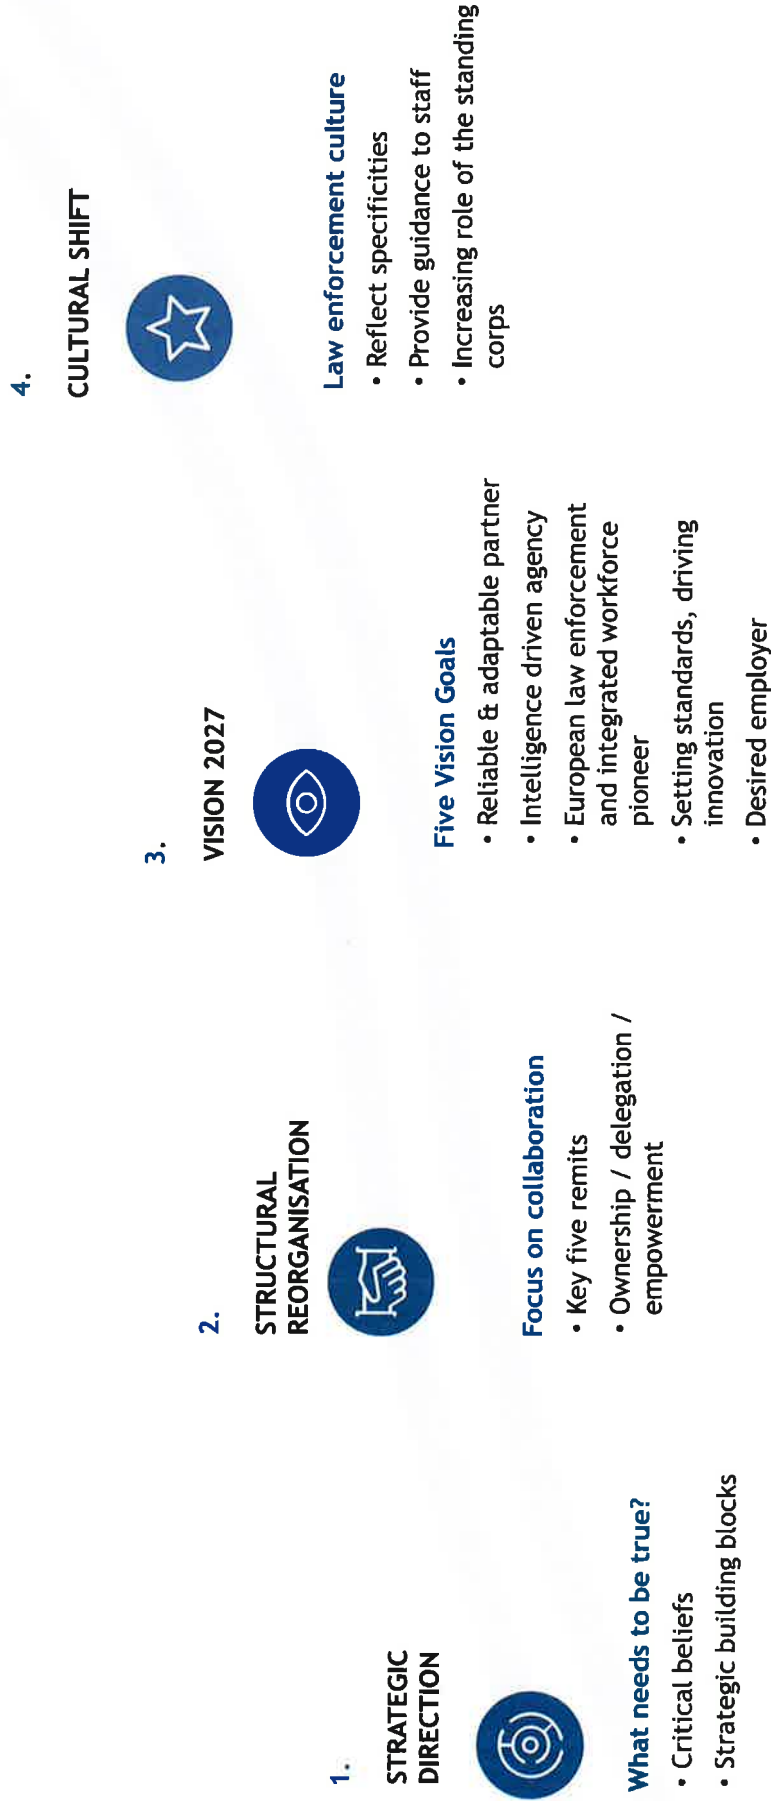 1.
STRATEGIC
DIRECTION
What needs to be true?
• Critical beliefs
• Strategic building blocks
2.
STRUCTURAL
REORGANISATION
Focus on collaboration
• Key five remits
• Ownership / delegation /
empowerment
3.
VISION 2027
Five Vision Goals
• Reliable & adaptable partner
• Intelligence driven agency
• European law enforcement
and integrated workforce
pioneer
• Setting standards, driving
innovation
• Desired employer
4.
CULTURAL SHIFT
Law enforcement culture
• Reflect specificities
• Provide guidance to staff
• Increasing role of the standing
corps